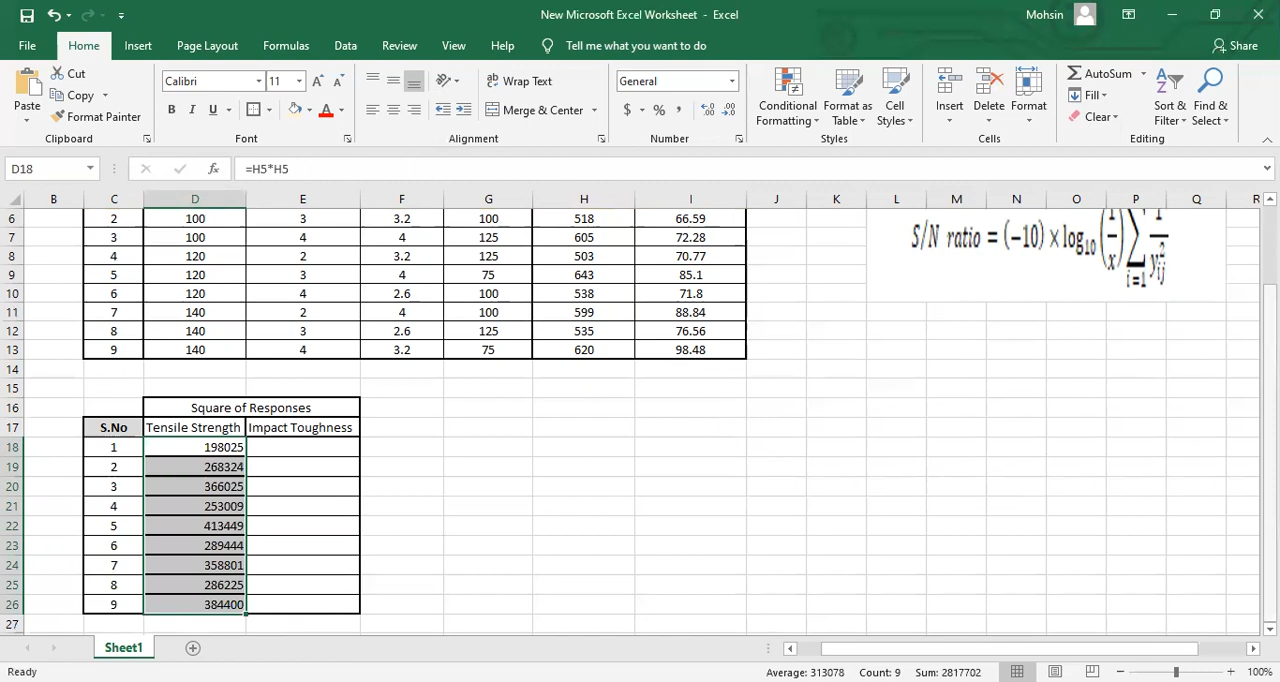 New Microsoft Excel Worksheet - Excel
Mohsin
File Home Insert Page Layout Formulas Data Review View Help Tell me what you want to do Share
Paste
Cut
Copy
Format Painter
Clipboard
Calibri 11 A A
B I U A
Font
ab Wrap Text
Merge & Center
Alignment
General
$ % ,
Number
Conditional Formatting
Format as Table
Cell Styles
Styles
Insert Delete Format
Cells
AutoSum
Fill
Clear
Sort & Filter
Find & Select
Editing
D18 fx =H5*H5
B C D E F G H I J K L M N O P Q R
6 2 100 3 3.2 100 518 66.59
7 3 100 4 4 125 605 72.28
8 4 120 2 3.2 125 503 70.77
9 5 120 3 4 75 643 85.1
10 6 120 4 2.6 100 538 71.8
11 7 140 2 4 100 599 88.84
12 8 140 3 2.6 125 535 76.56
13 9 140 4 3.2 75 620 98.48
S/N ratio = (−10) × log10 (1/x) ∑i=1 1/y²ij
14
15
16 Square of Responses
17 S.No Tensile Strength Impact Toughness
18 1 198025
19 2 268324
20 3 366025
21 4 253009
22 5 413449
23 6 289444
24 7 358801
25 8 286225
26 9 384400
27
Sheet1
Ready Average: 313078 Count: 9 Sum: 2817702 100%